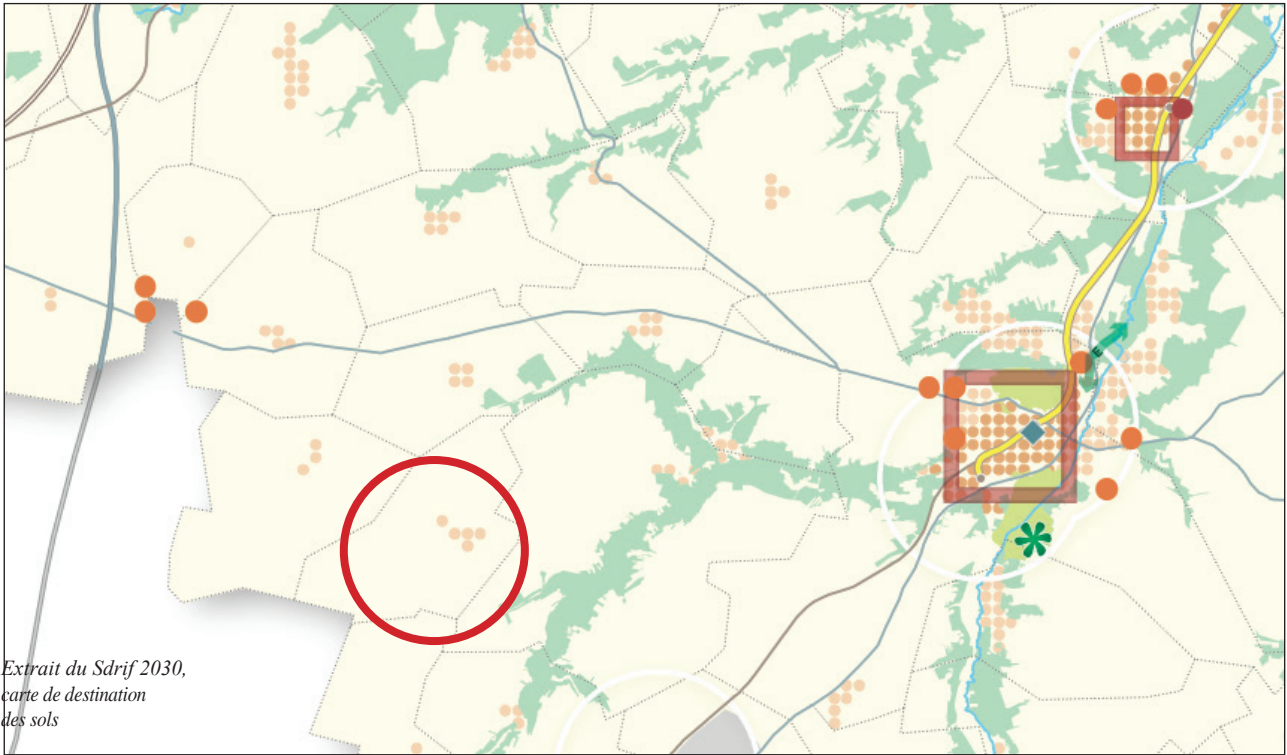 E
Extrait du Sdrif 2030,
carte de destination
des sols